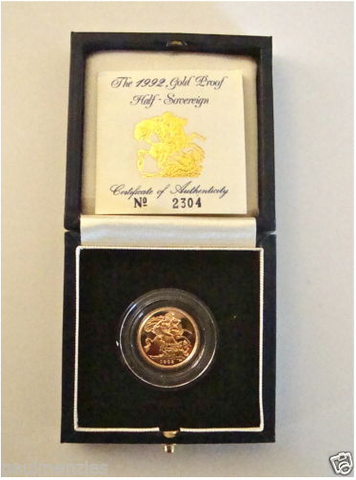 The 1992 Gold Proof
Half-Sovereign
Certificate of Authenticity
Nº 2304